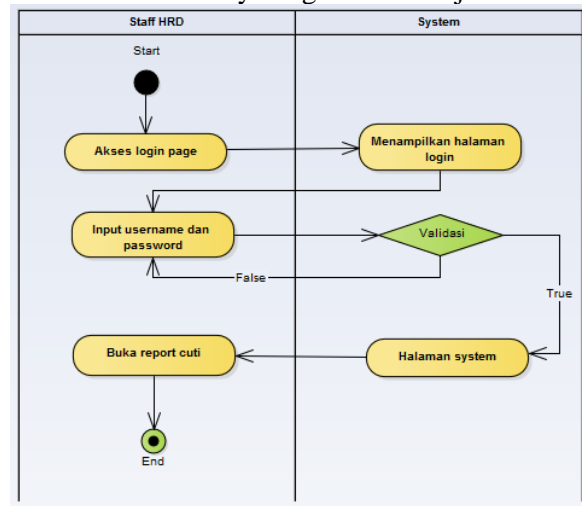 Staff HRD
System
Start
Akses login page
Menampilkan halaman
login
Input username dan
password
Validasi
False
True
Buka report cuti
Halaman system
End